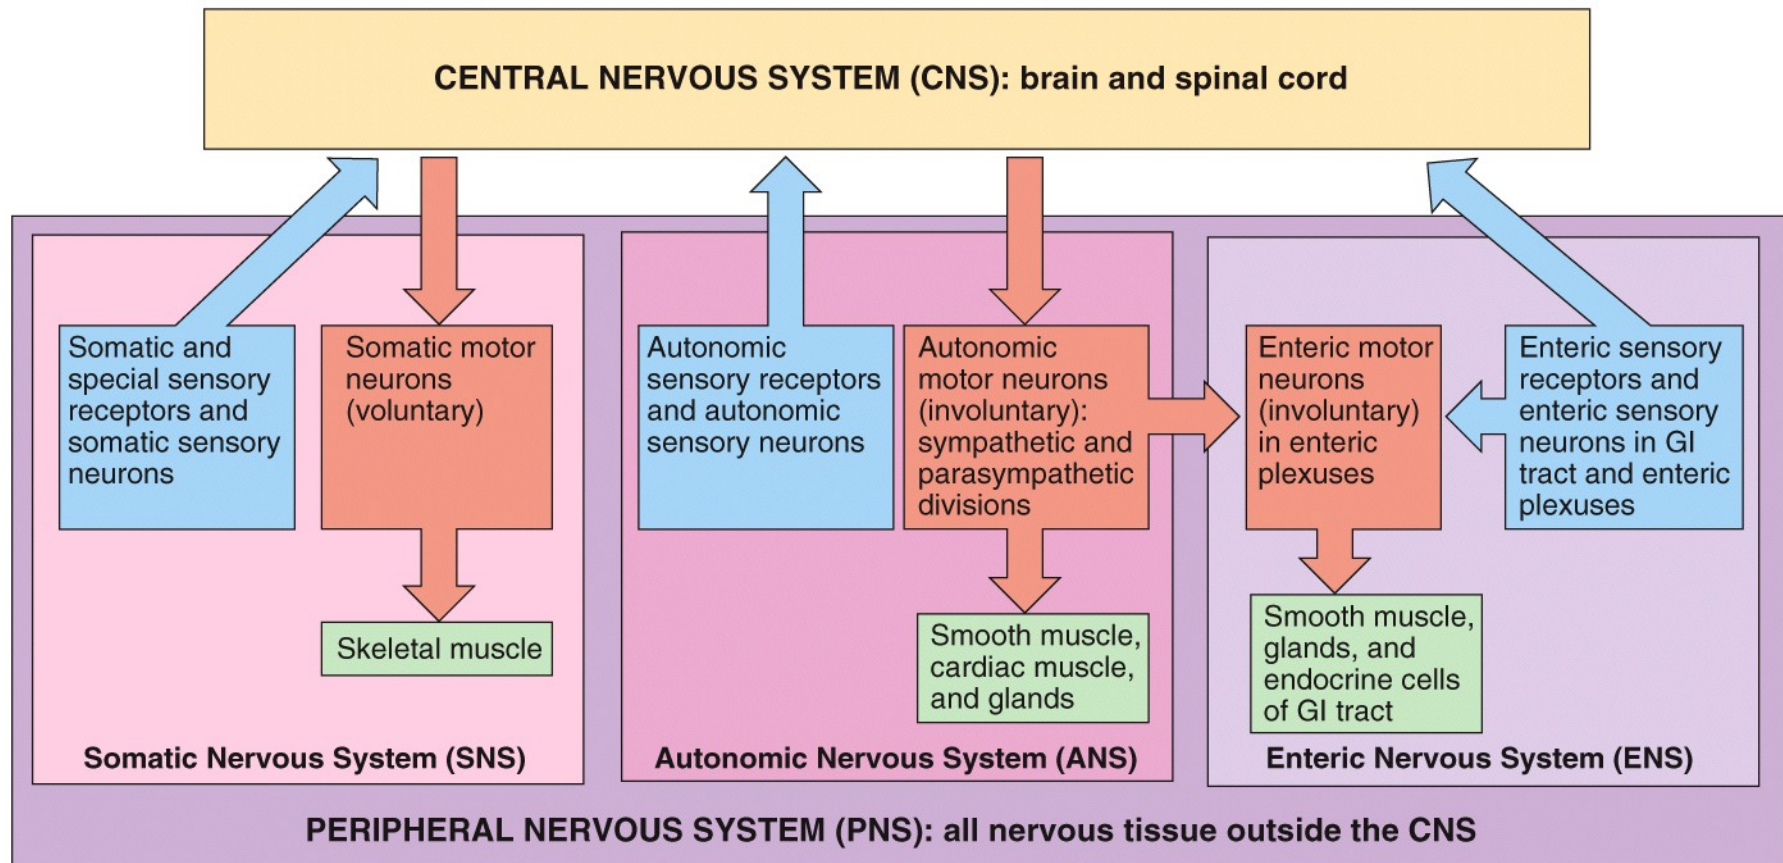 CENTRAL NERVOUS SYSTEM (CNS): brain and spinal cord
Somatic and
special sensory
receptors and
somatic sensory
neurons
Somatic motor
neurons
(voluntary)
Skeletal muscle
Somatic Nervous System (SNS)
Autonomic
sensory receptors
and autonomic
sensory neurons
Autonomic
motor neurons
(involuntary):
sympathetic and
parasympathetic
divisions
Smooth muscle,
cardiac muscle,
and glands
Autonomic Nervous System (ANS)
Enteric motor
neurons
(involuntary)
in enteric
plexuses
Enteric sensory
receptors and
enteric sensory
neurons in GI
tract and enteric
plexuses
Smooth muscle,
glands, and
endocrine cells
of GI tract
Enteric Nervous System (ENS)
PERIPHERAL NERVOUS SYSTEM (PNS): all nervous tissue outside the CNS